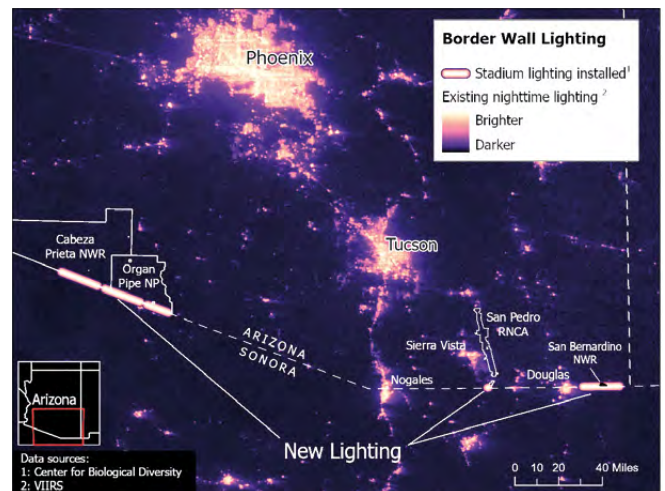 Phoenix
Border Wall Lighting
Stadium lighting installed1
Existing nighttime lighting 2
Brighter
Darker
Tucson
Cabeza
Prieta NWR
Organ
Pipe NP
ARIZONA
SONORA
San Pedro
RNCA
Sierra Vista
San Bernardino
NWR
Nogales
Douglas
Arizona
New Lighting
Data sources:
1: Center for Biological Diversity
2: VIIRS
0 10 20 40 Miles